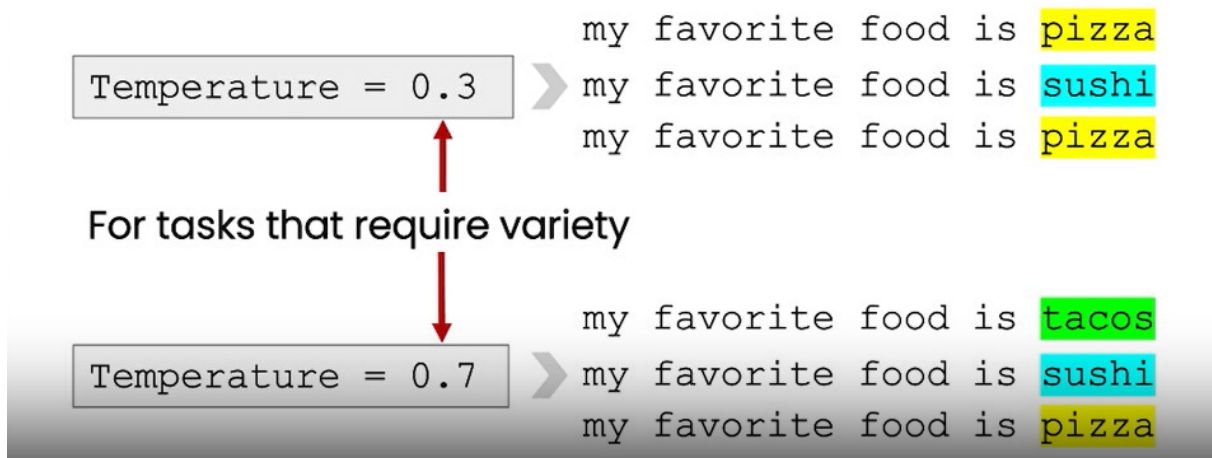 my favorite food is pizza
Temperature = 0.3
my favorite food is sushi
my favorite food is pizza
For tasks that require variety
my favorite food is tacos
Temperature = 0.7
my favorite food is sushi
my favorite food is pizza